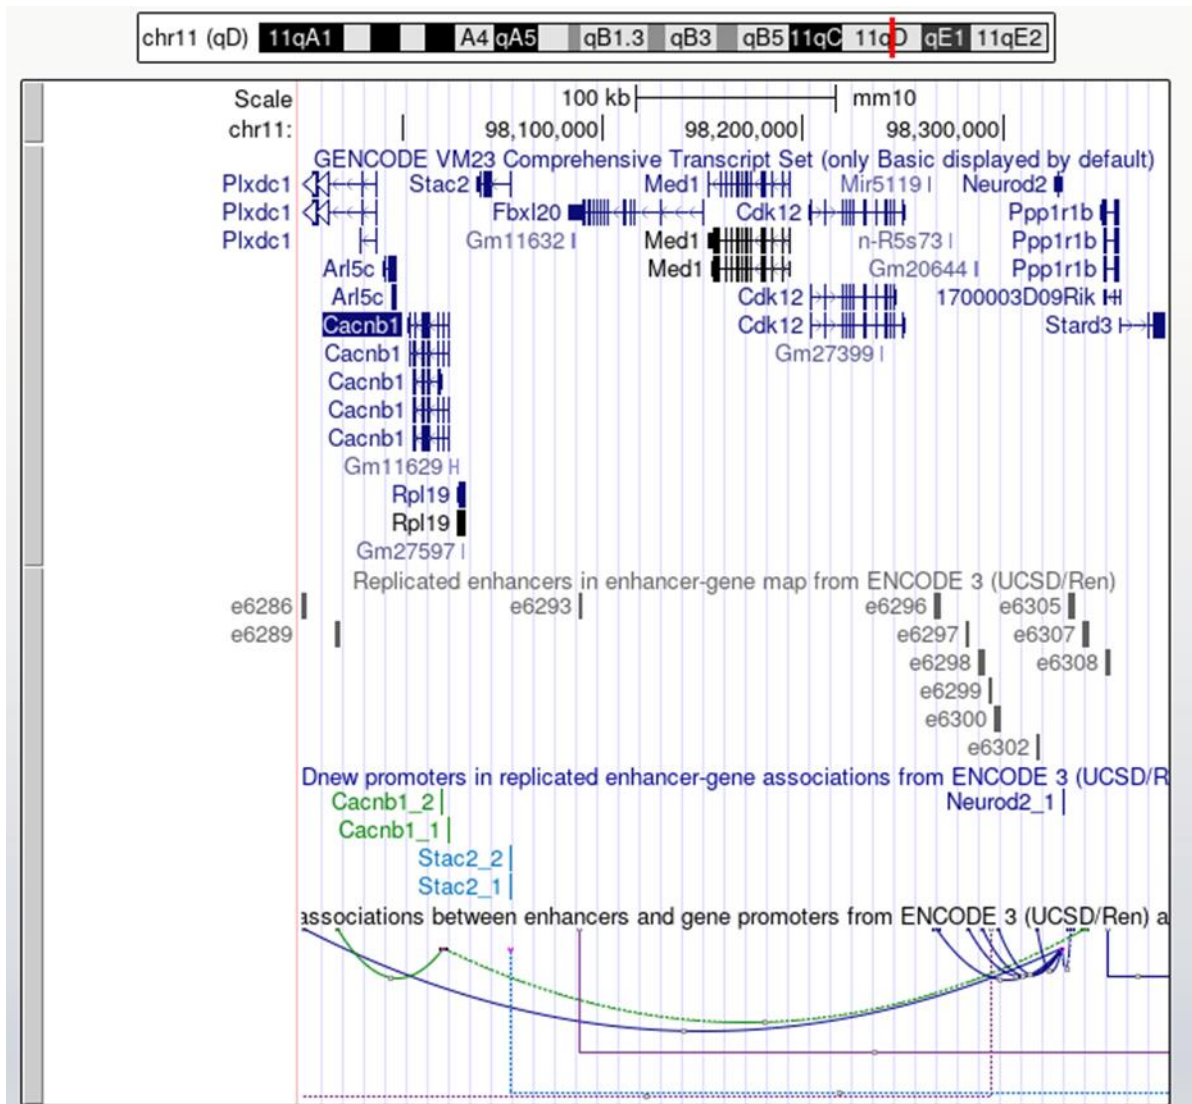 chr11 (qD) 11qA1 A4 qA5 qB1.3 qB3 qB5 11qC 11qD qE1 11qE2
Scale 100 kb mm10
chr11: 98,100,000 98,200,000 98,300,000
GENCODE VM23 Comprehensive Transcript Set (only Basic displayed by default)
Plxdc1 Stac2 Med1 Mir5119 Neurod2
Plxdc1 Fbxl20 Cdk12 Ppp1r1b
Plxdc1 Gm11632 Med1 n-R5s73 Ppp1r1b
Arl5c Med1 Gm20644 Ppp1r1b
Arl5c Cdk12 1700003D09Rik
Cacnb1 Cdk12 Stard3
Cacnb1 Gm27399
Cacnb1
Cacnb1
Cacnb1
Gm11629
Rpl19
Rpl19
Gm27597
Replicated enhancers in enhancer-gene map from ENCODE 3 (UCSD/Ren)
e6286 e6293 e6296 e6305
e6289 e6297 e6307
e6298 e6308
e6299
e6300
e6302
Dnew promoters in replicated enhancer-gene associations from ENCODE 3 (UCSD/R
Cacnb1_2 Neurod2_1
Cacnb1_1
Stac2_2
Stac2_1
associations between enhancers and gene promoters from ENCODE 3 (UCSD/Ren) a